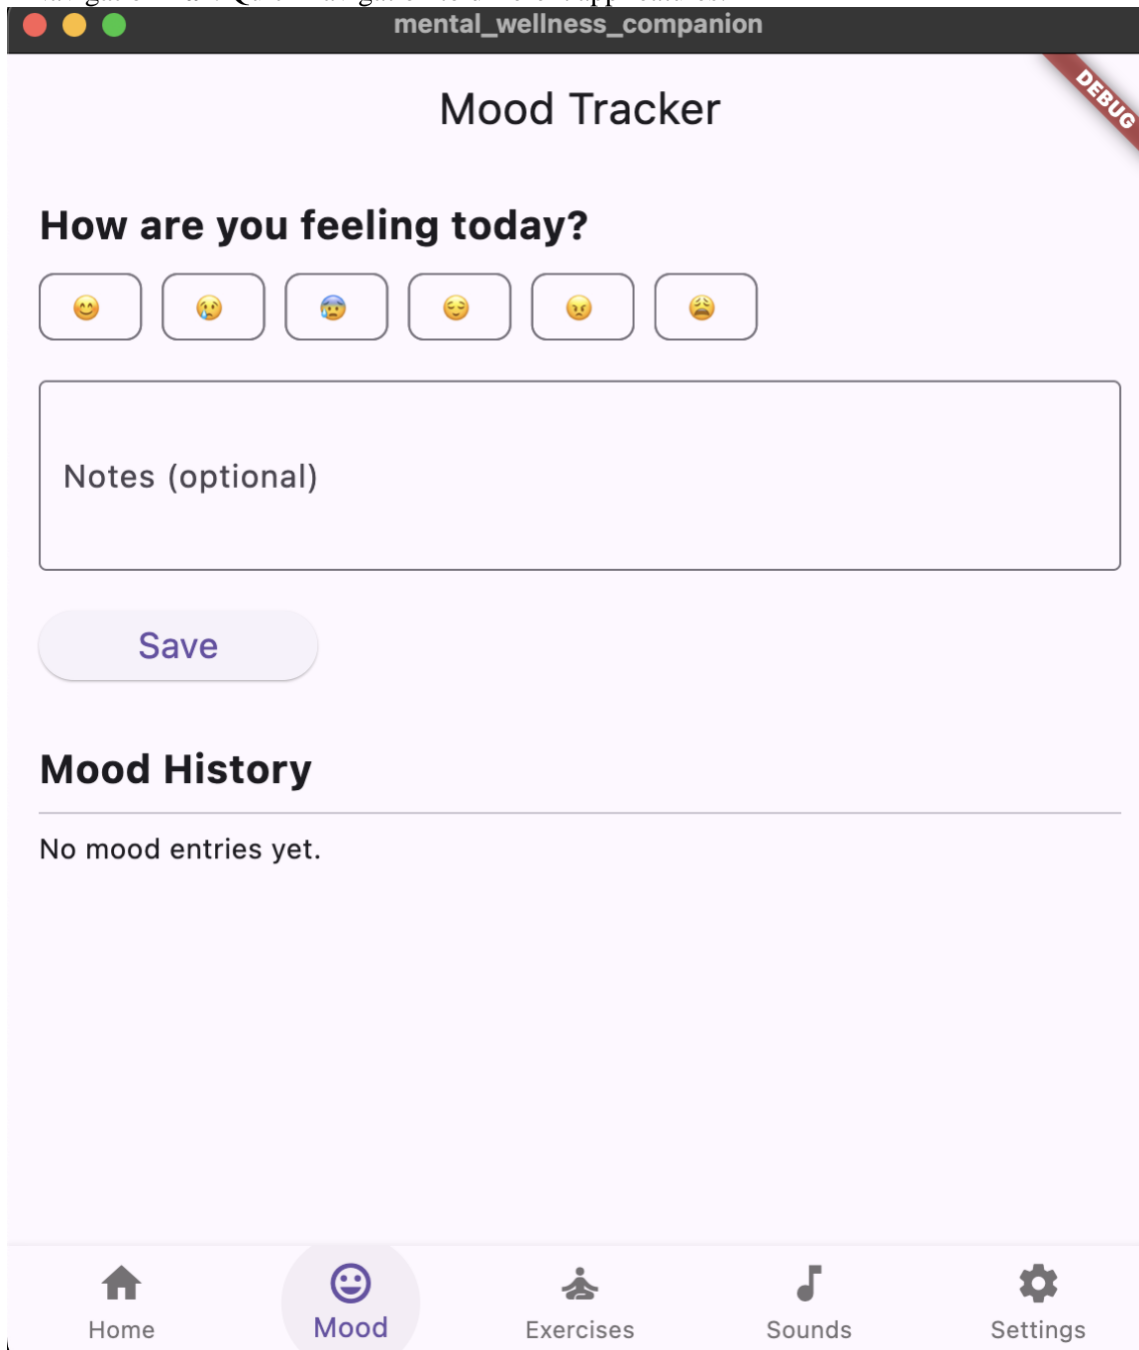 mental_wellness_companion
DEBUG
Mood Tracker
How are you feeling today?
Notes (optional)
Save
Mood History
No mood entries yet.
Home Mood Exercises Sounds Settings